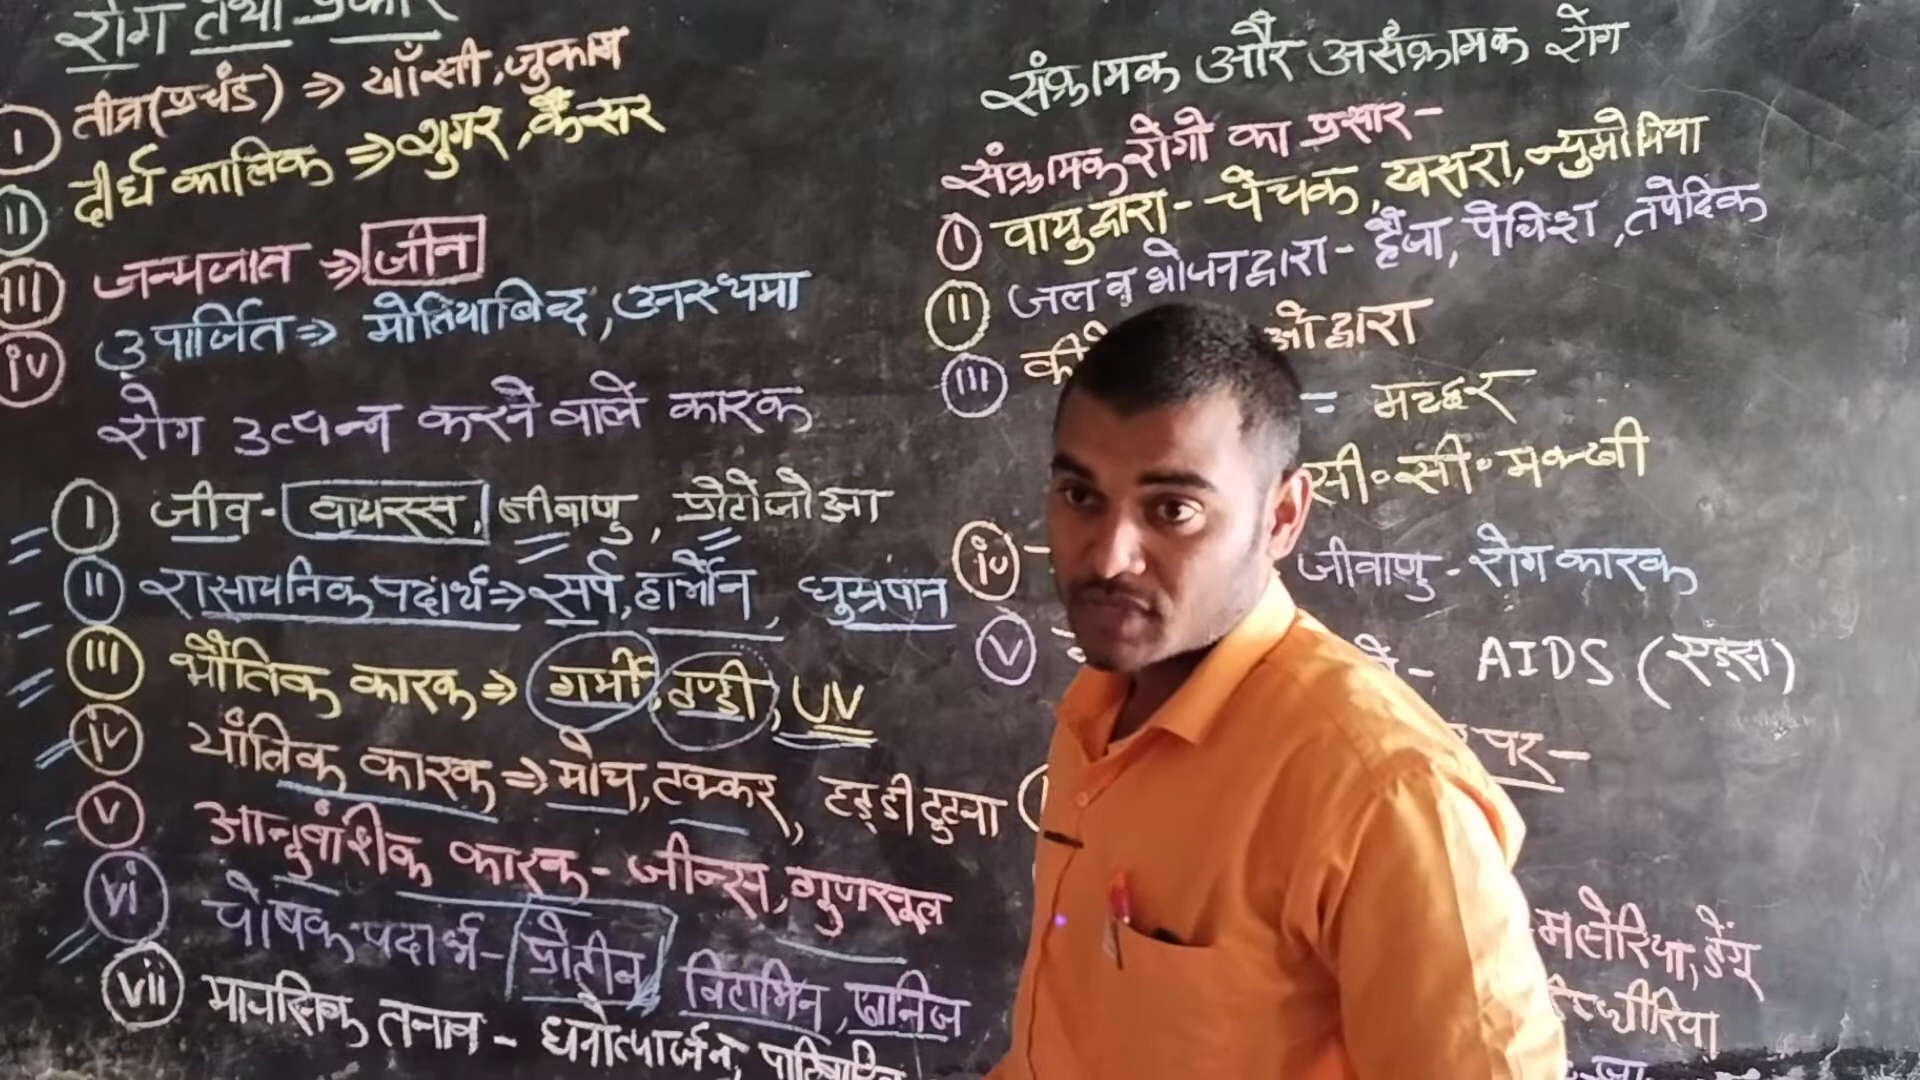 रोग तथा प्रकार
I तीव्र(प्रचंड) ⇒ खाँसी, जुकाम
II दीर्घ कालिक ⇒ शुगर, कैंसर
III जन्मजात ⇒ जीन
iv उपार्जित ⇒ मोतियाबिन्द, अस्थमा
रोग उत्पन्न करने वाले कारक
I जीव - वायरस, जीवाणु, प्रोटोजोआ
II रासायनिक पदार्थ ⇒ सर्प, हार्मोन, धुम्रपान
III भौतिक कारक ⇒ गर्मी, ठण्डी, UV
iv यांत्रिक कारक ⇒ मोच, टक्कर, हड्डी टुटना
V आनुवांशिक कारक - जीन्स, गुणसूत्र
vi पोषक पदार्थ - प्रोटीन, विटामिन, खनिज
vii मानसिक तनाव - धनोत्पार्जन, पारिवारिक
संक्रामक और असंक्रामक रोग
संक्रामक रोगो का प्रसार -
I वायु द्वारा - चेचक, खसरा, न्युमोनिया
II जल व भोजन द्वारा - हैजा, पेचिश, तपेदिक
III ओ द्वारा
= मच्छर
सी॰सी॰मक्खी
iv जीवाणु - रोग कारक
V - AIDS (एड्स)
पर -
मलेरिया, डेंगू